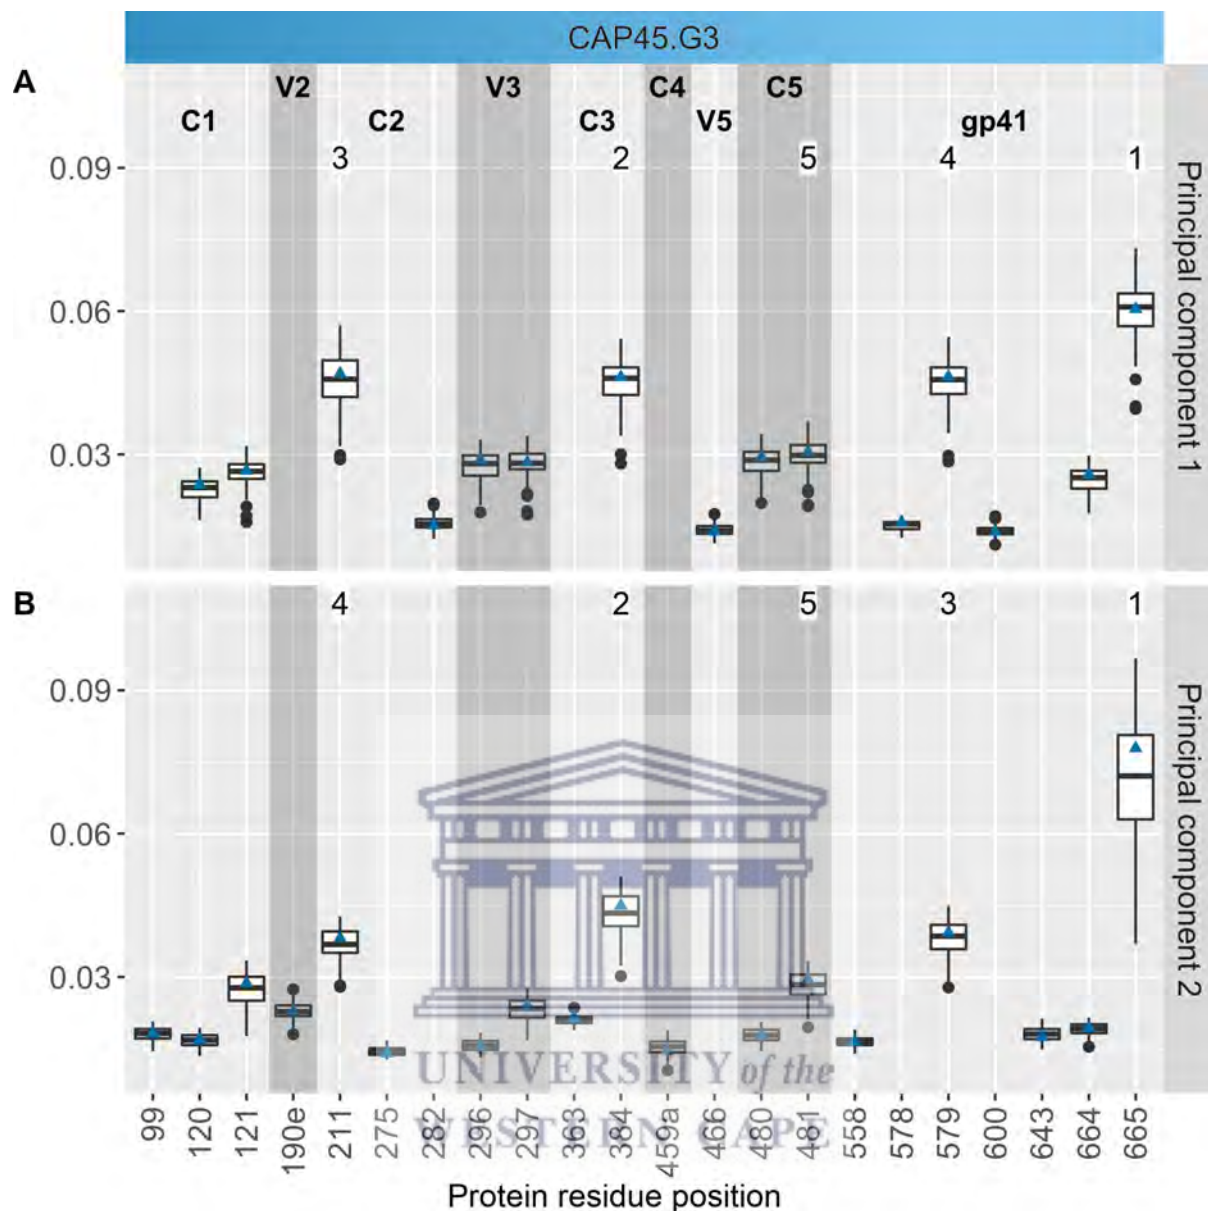 CAP45.G3
A
V2 V3 C4 C5
C1 C2 C3 V5 gp41
3 2 5 4 1
0.09
0.06
0.03
Principal component 1
B
4 2 5 3 1
0.09
0.06
0.03
Principal component 2
UNIVERSITY of the
WESTERN CAPE
99 120 121 190e 211 275 282 296 297 363 384 459a 466 480 481 558 578 579 600 643 664 665
Protein residue position